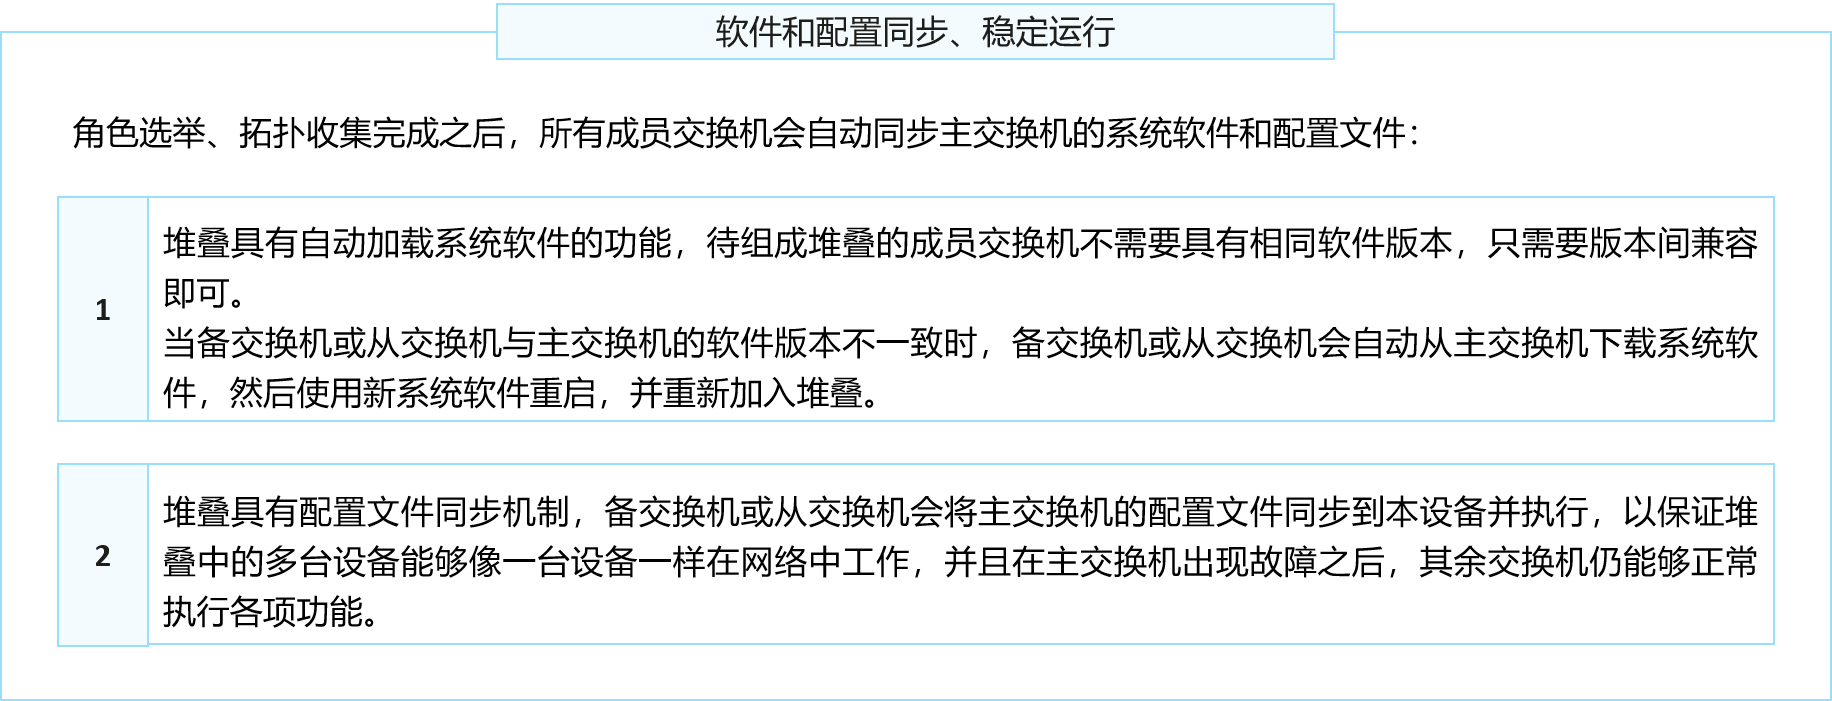 软件和配置同步、稳定运行
角色选举、拓扑收集完成之后，所有成员交换机会自动同步主交换机的系统软件和配置文件：
1
堆叠具有自动加载系统软件的功能，待组成堆叠的成员交换机不需要具有相同软件版本，只需要版本间兼容
即可。
当备交换机或从交换机与主交换机的软件版本不一致时，备交换机或从交换机会自动从主交换机下载系统软
件，然后使用新系统软件重启，并重新加入堆叠。
2
堆叠具有配置文件同步机制，备交换机或从交换机会将主交换机的配置文件同步到本设备并执行，以保证堆
叠中的多台设备能够像一台设备一样在网络中工作，并且在主交换机出现故障之后，其余交换机仍能够正常
执行各项功能。